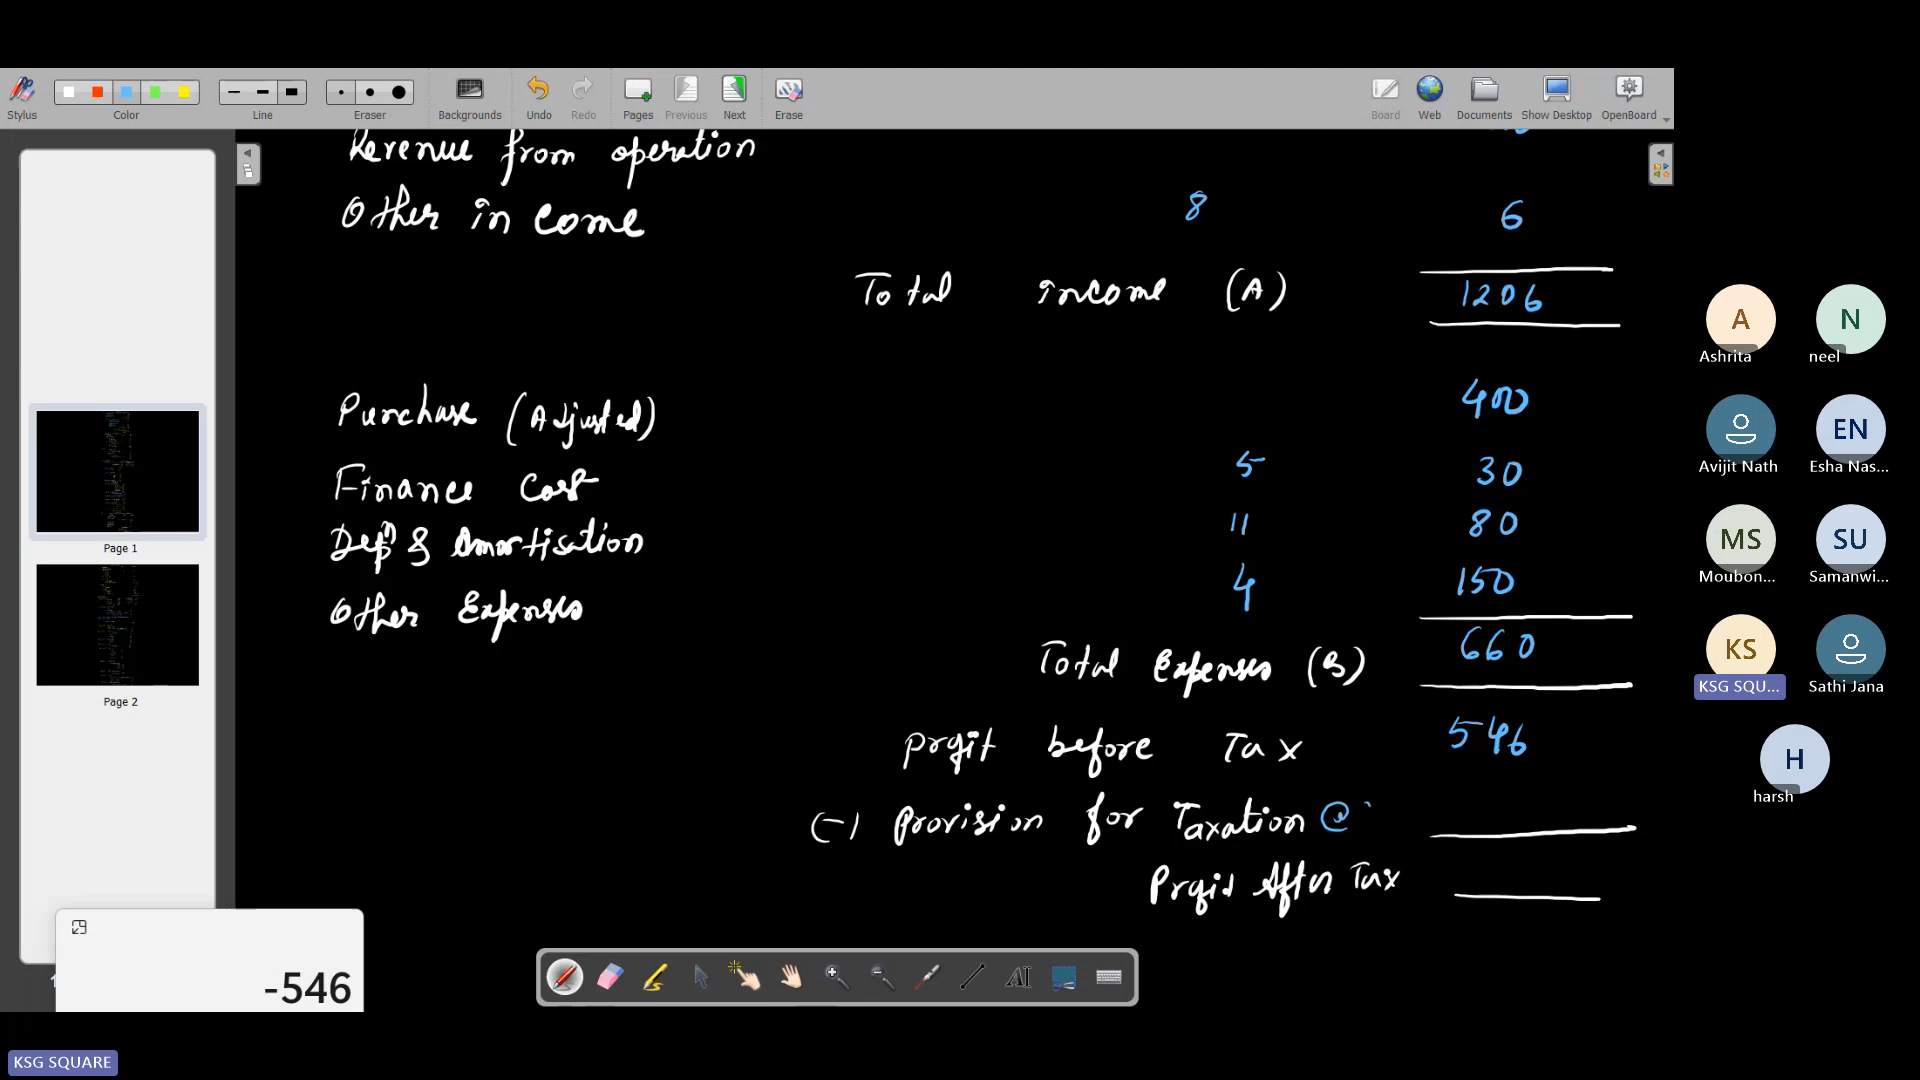 Stylus Color Line Eraser Backgrounds Undo Redo Pages Previous Next Erase Board Web Documents Show Desktop OpenBoard
Revenue from operation
Other income 8 6
Total income (A) 1206
Purchase (Adjusted) 400
Finance Cost 5 30
Depⁿ & Amortisation 11 80
Other Expenses 4 150
Total Expenses (B) 660
Profit before Tax 546
(-) Provision for Taxation @
Profit After Tax
Page 1
Page 2
-546
A N
Ashrita neel
EN
Avijit Nath Esha Nas...
MS SU
Moubon... Samanwi...
KS
KSG SQU... Sathi Jana
H
harsh
KSG SQUARE